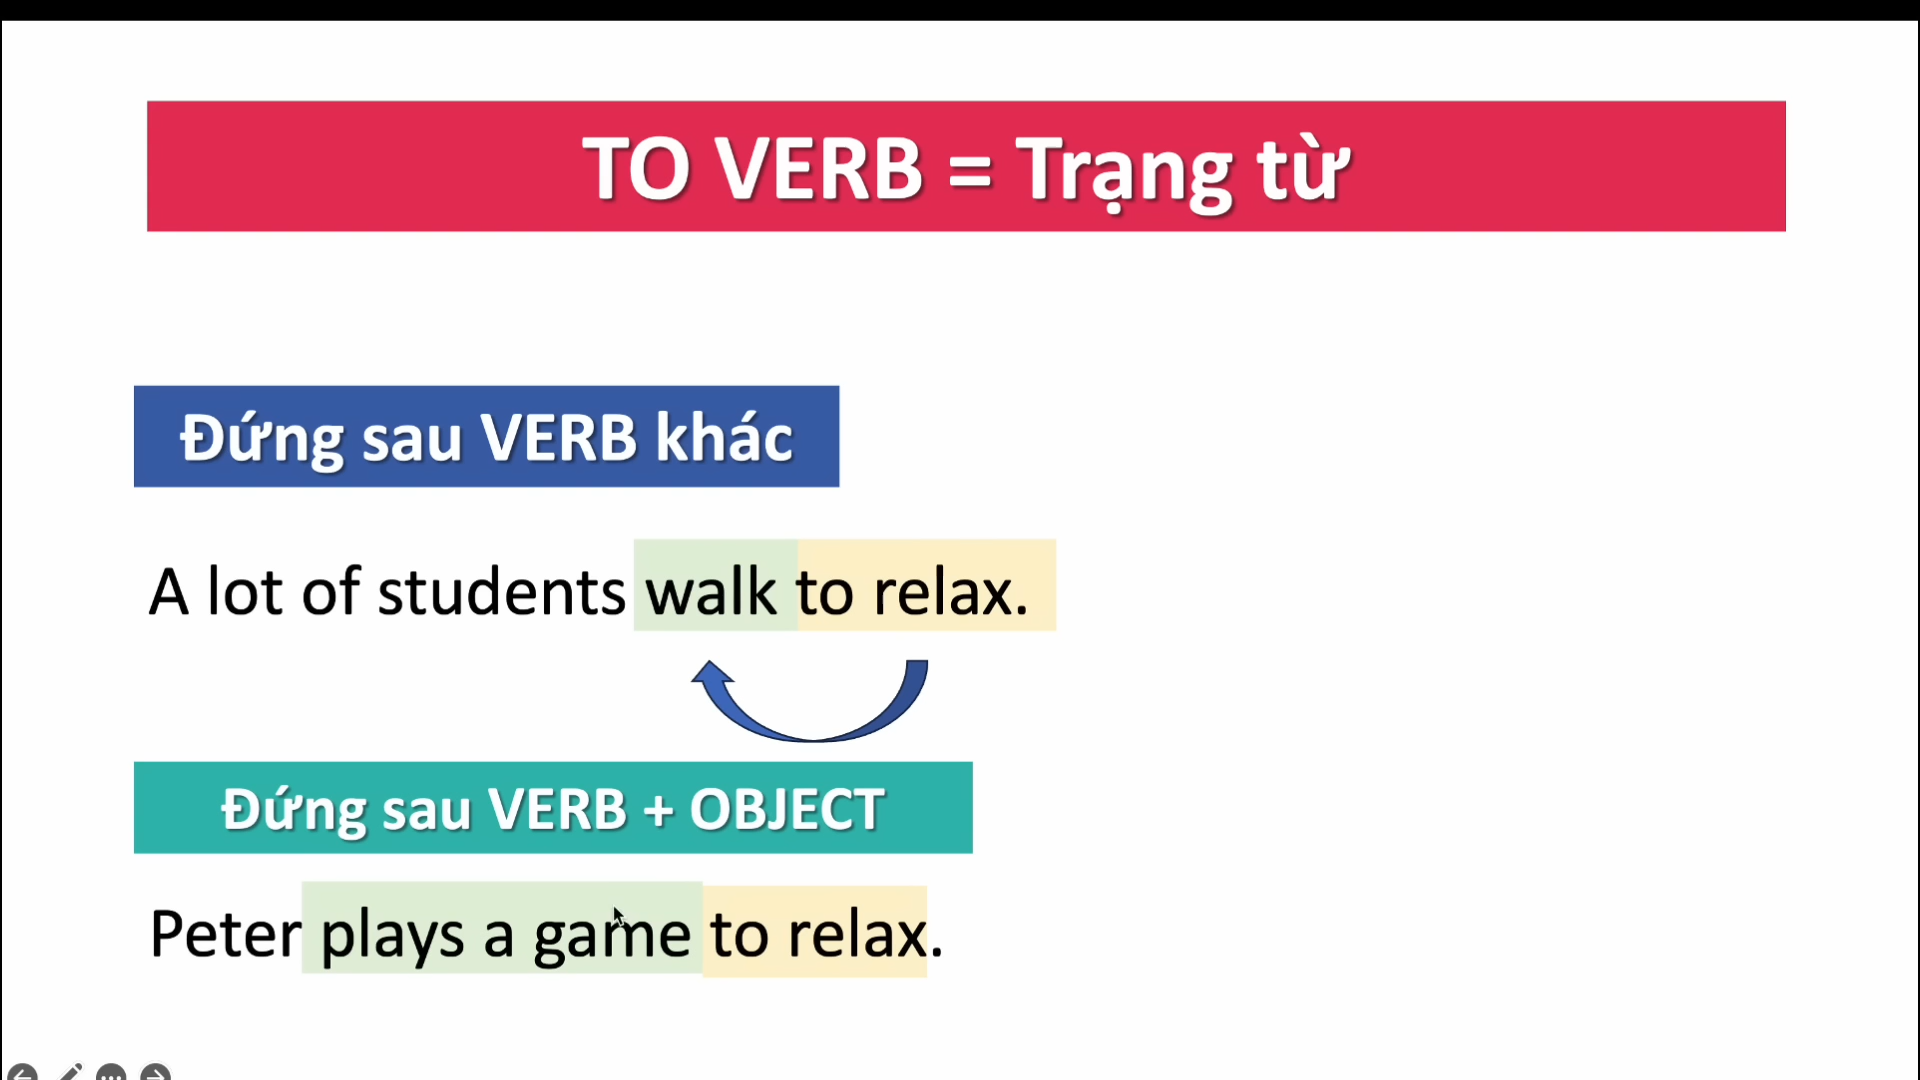 TO VERB = Trạng từ
Đứng sau VERB khác
A lot of students walk to relax.
Đứng sau VERB + OBJECT
Peter plays a game to relax.